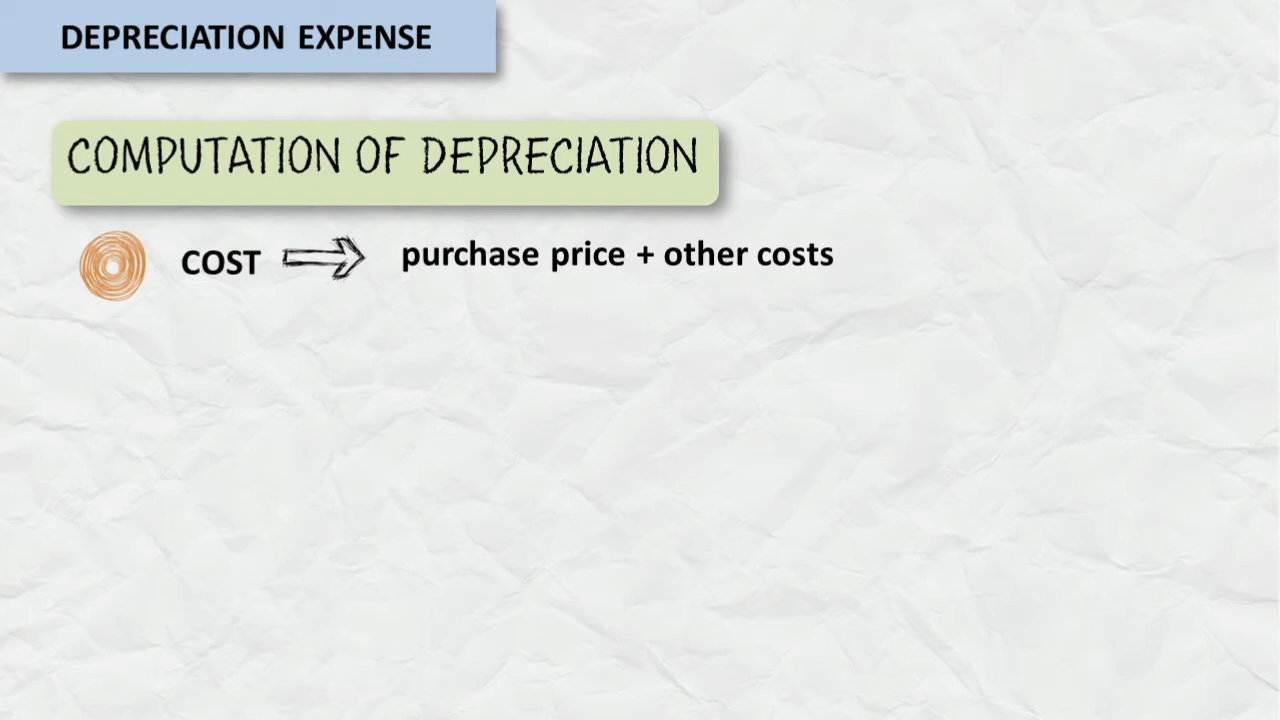 DEPRECIATION EXPENSE
COMPUTATION OF DEPRECIATION
COST purchase price + other costs